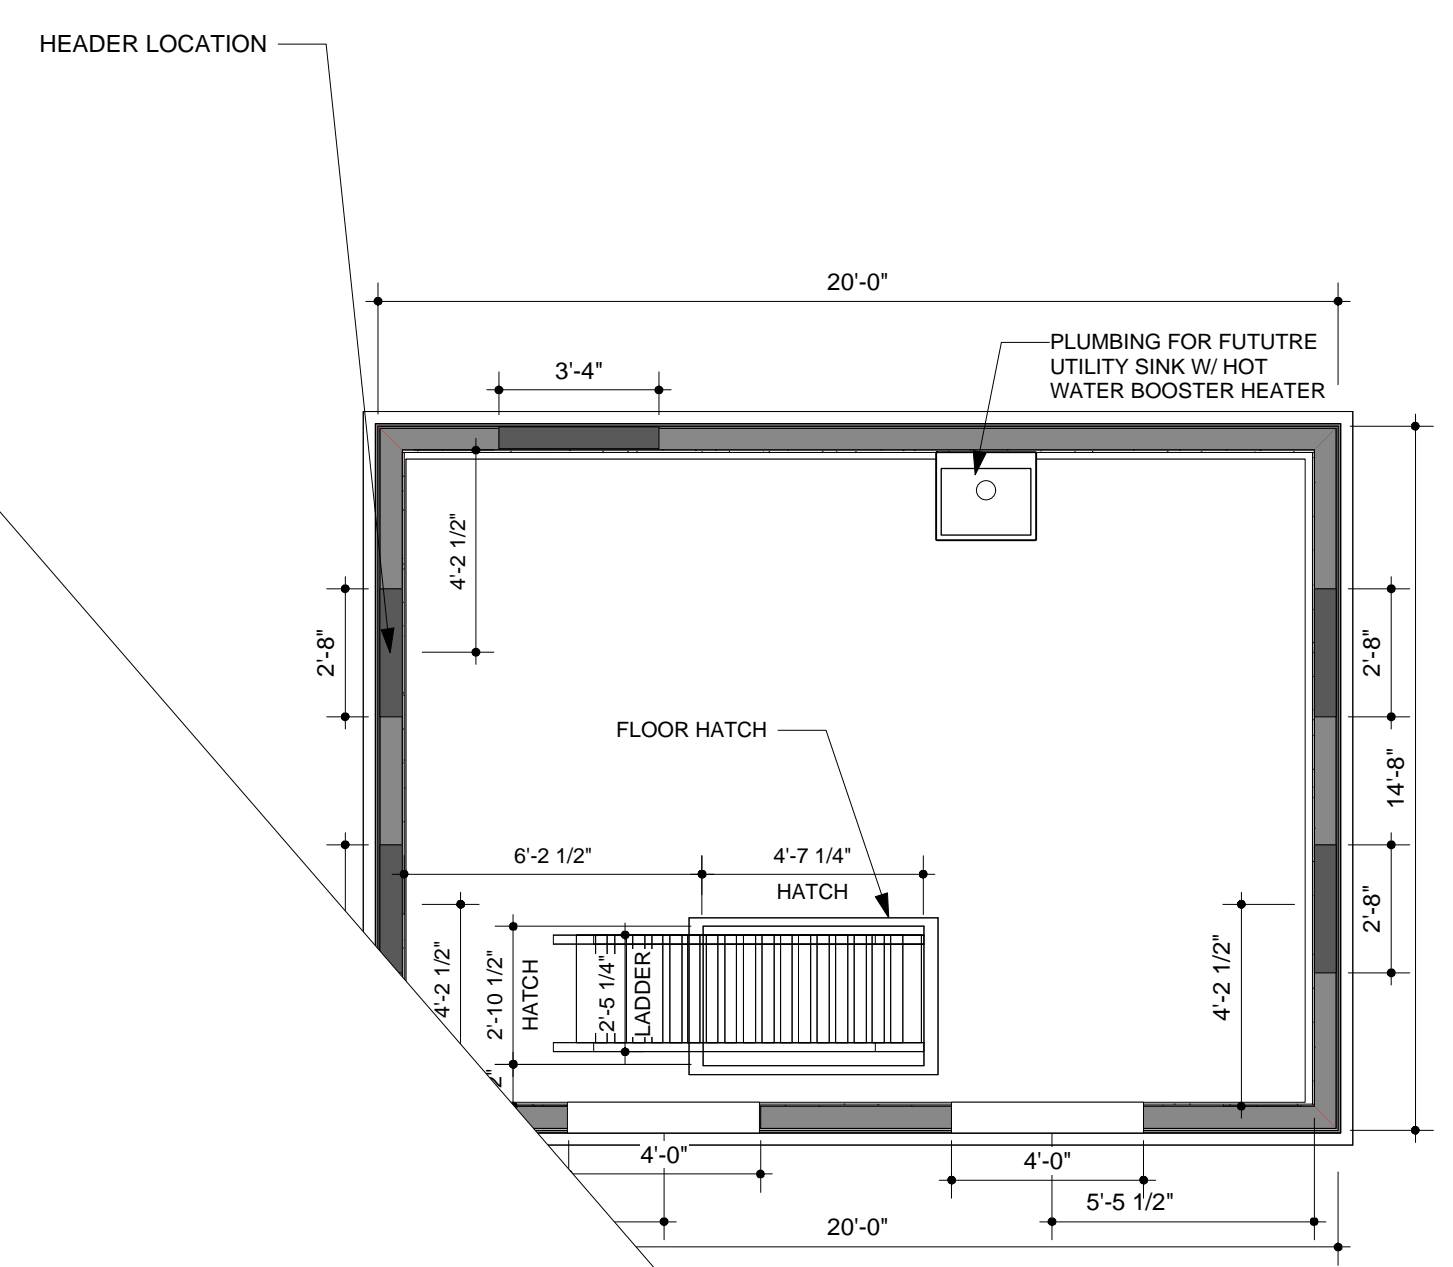 HEADER LOCATION
20'-0"
PLUMBING FOR FUTUTRE
UTILITY SINK W/ HOT
WATER BOOSTER HEATER
3'-4"
4'-2 1/2"
2'-8"
2'-8"
FLOOR HATCH
14'-8"
6'-2 1/2"
4'-7 1/4"
HATCH
2'-8"
4'-2 1/2"
2'-10 1/2"
HATCH
2'-5 1/4"
LADDER
4'-2 1/2"
4'-0"
4'-0"
5'-5 1/2"
20'-0"